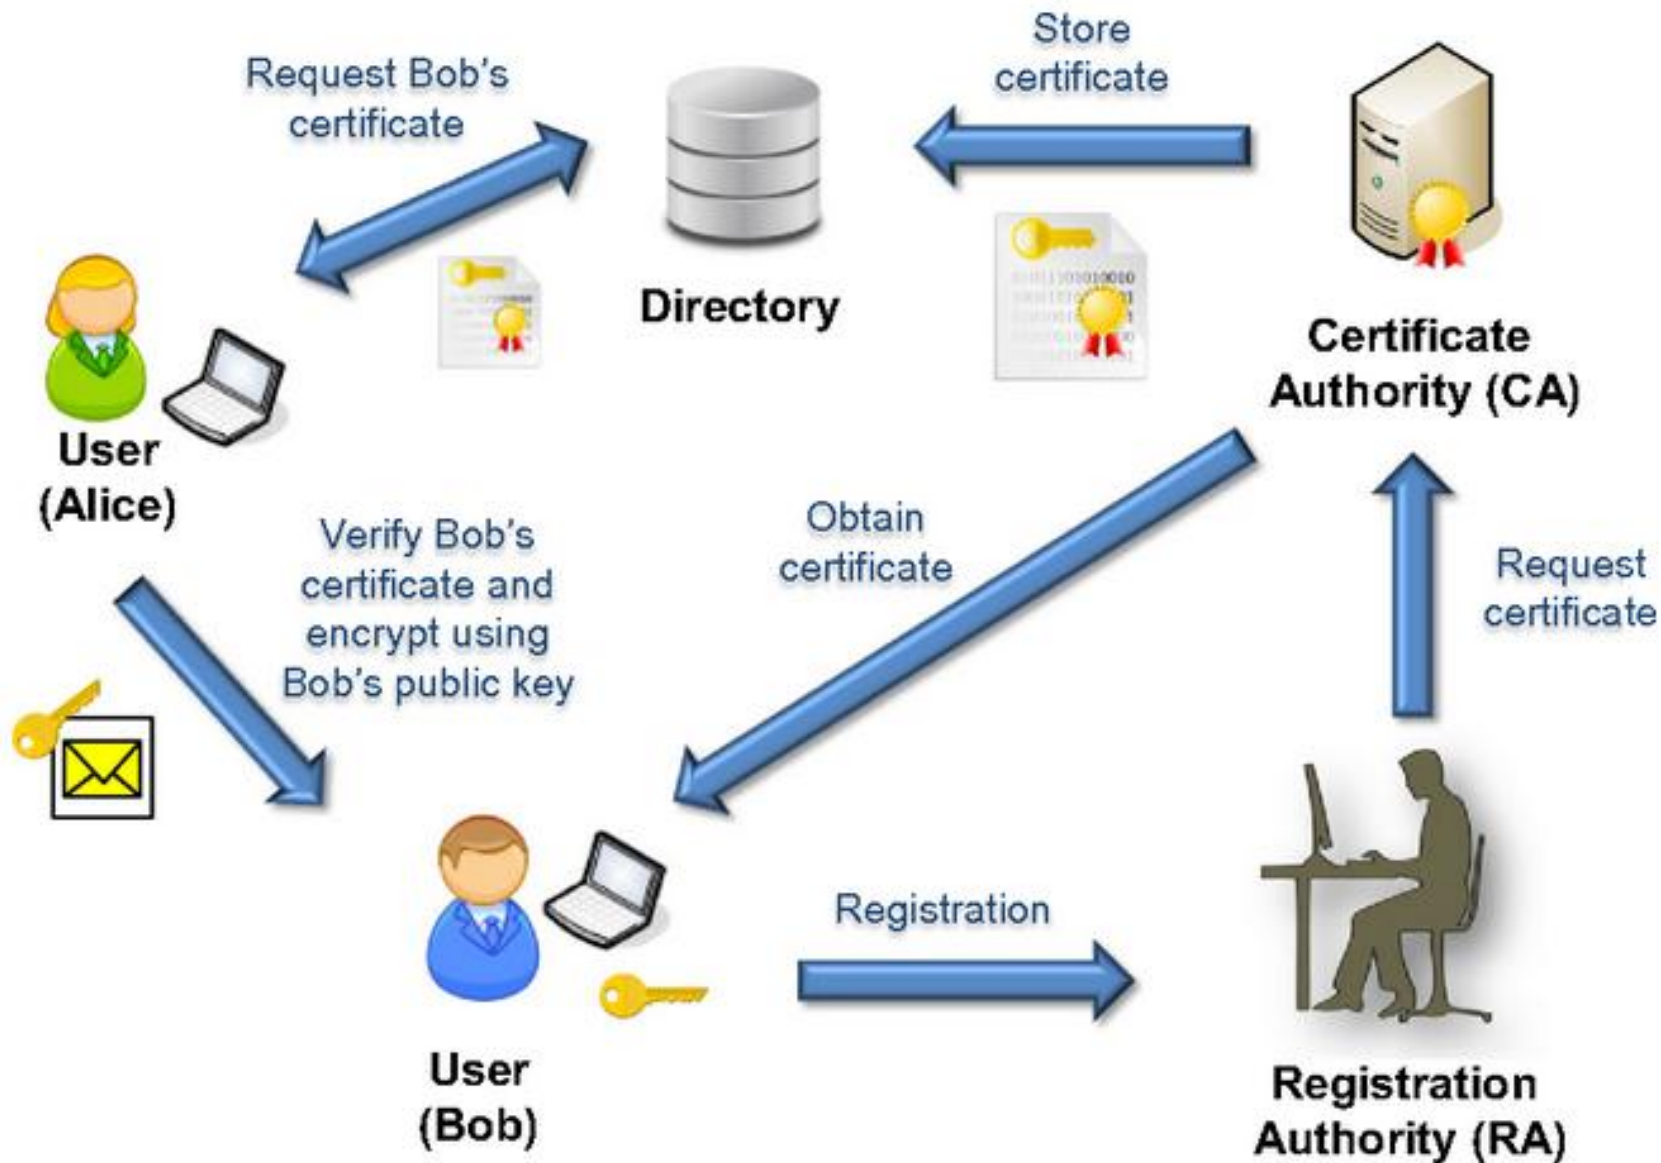 Request Bob's
certificate
Store
certificate
Directory
Certificate
Authority (CA)
User
(Alice)
Verify Bob's
certificate and
encrypt using
Bob's public key
Obtain
certificate
Request
certificate
Registration
User
(Bob)
Registration
Authority (RA)